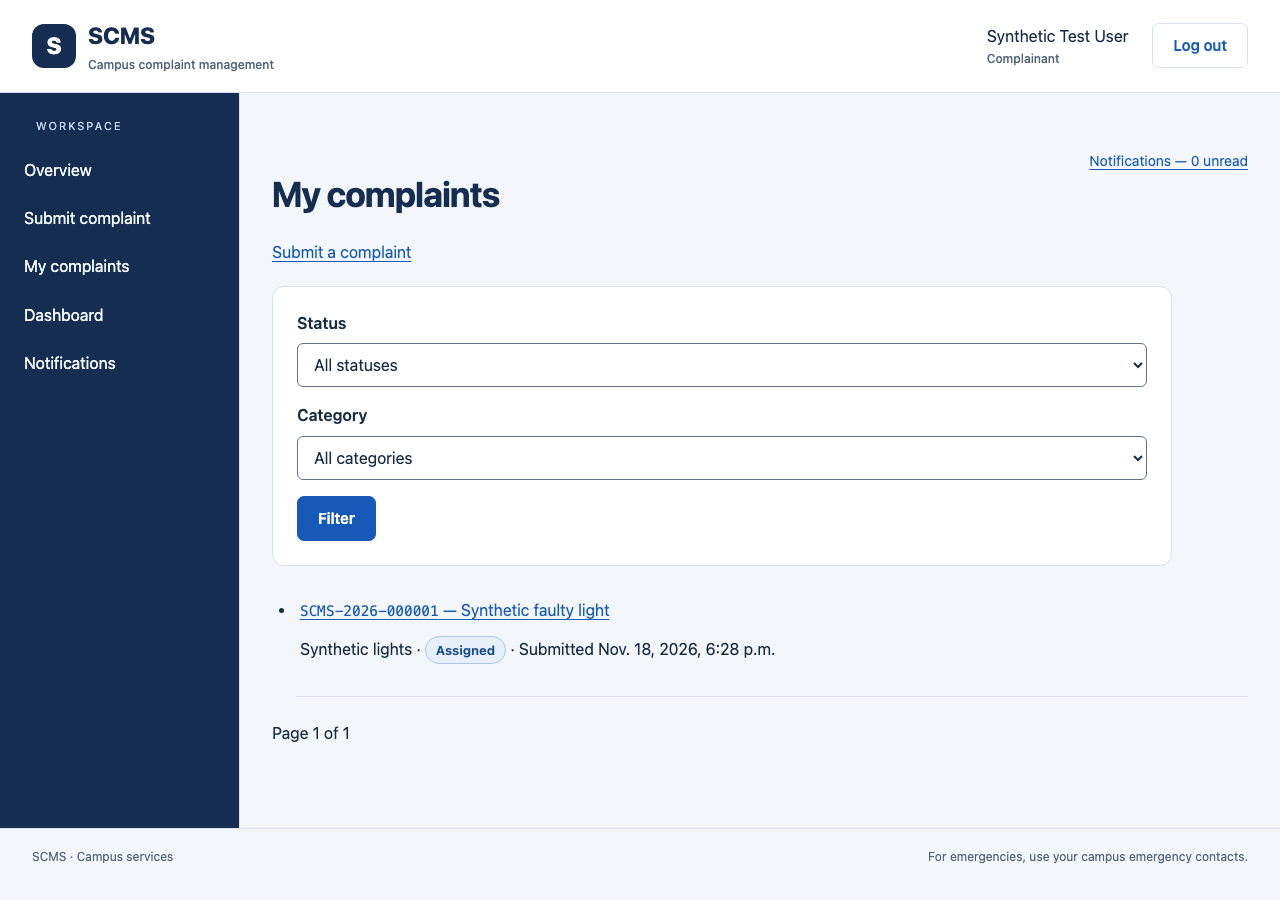 S
SCMS
Campus complaint management
Synthetic Test User
Complainant
Log out
WORKSPACE
Overview
Submit complaint
My complaints
Dashboard
Notifications
Notifications — 0 unread
My complaints
Submit a complaint
Status
All statuses
Category
All categories
Filter
SCMS-2026-000001 — Synthetic faulty light
Synthetic lights · Assigned · Submitted Nov. 18, 2026, 6:28 p.m.
Page 1 of 1
SCMS · Campus services
For emergencies, use your campus emergency contacts.